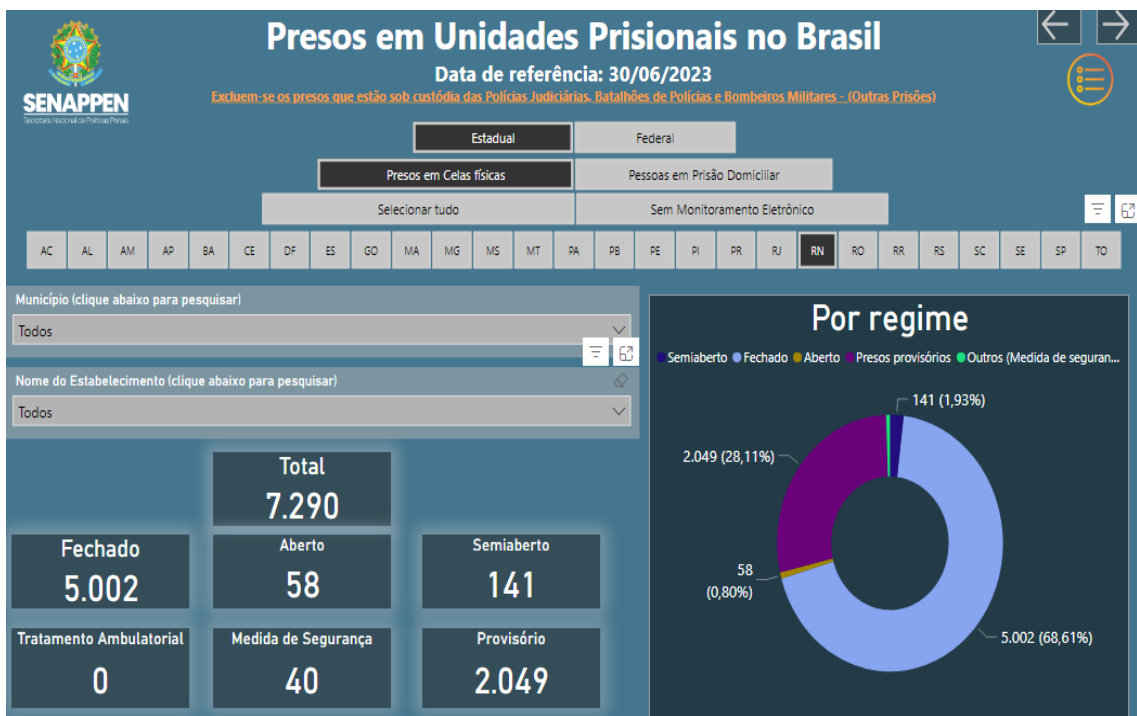 Presos em Unidades Prisionais no Brasil
Data de referência: 30/06/2023
Excluem-se os presos que estão sob custódia das Polícias Judiciárias, Batalhões de Polícias e Bombeiros Militares - (Outras Prisões)
SENAPPEN
Secretaria Nacional de Políticas Penais
Estadual Federal
Presos em Celas físicas Pessoas em Prisão Domiciliar
Selecionar tudo Sem Monitoramento Eletrônico
AC AL AM AP BA CE DF ES GO MA MG MS MT PA PB PE PI PR RJ RN RO RR RS SC SE SP TO
Município (clique abaixo para pesquisar)
Todos
Nome do Estabelecimento (clique abaixo para pesquisar)
Todos
Total
7.290
Fechado
5.002
Aberto
58
Semiaberto
141
Tratamento Ambulatorial
0
Medida de Segurança
40
Provisório
2.049
Por regime
Semiaberto Fechado Aberto Presos provisórios Outros (Medida de seguran...
141 (1,93%)
2.049 (28,11%)
58
(0,80%)
5.002 (68,61%)